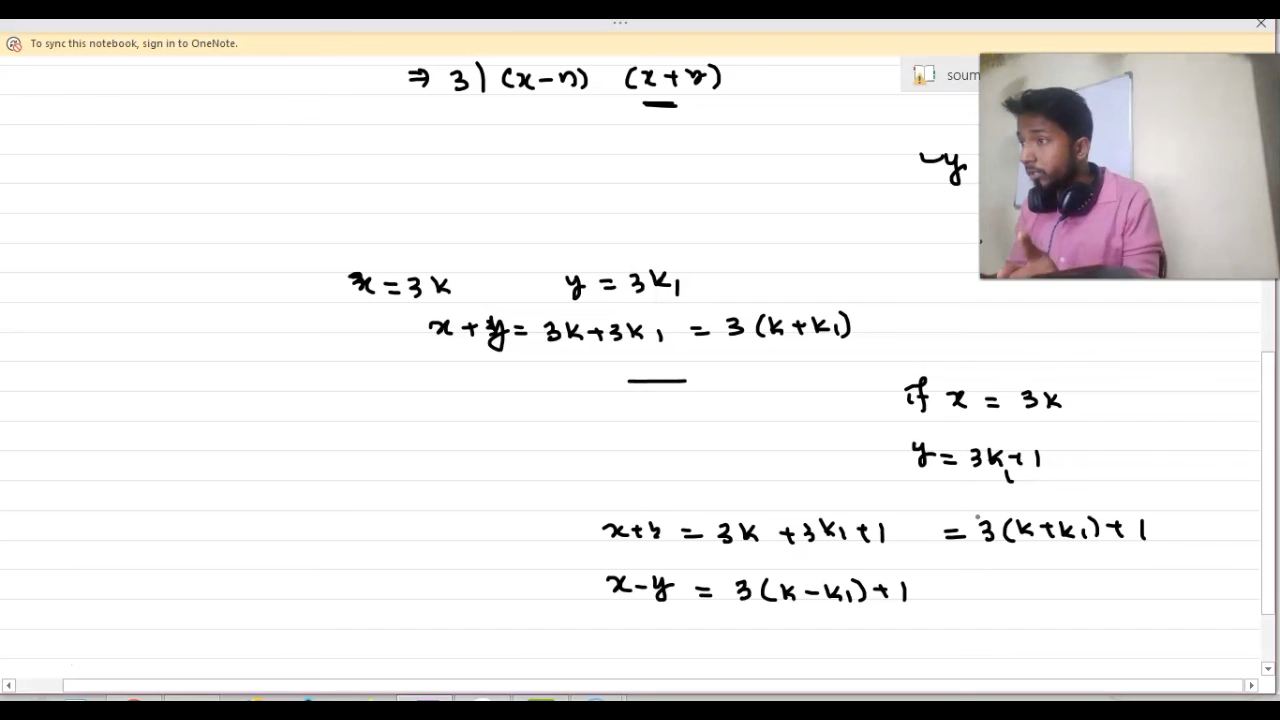 To sync this notebook, sign in to OneNote.
⇒ 3 | (x-n) (x+y)
soum
y
x = 3k y = 3k₁
x + y = 3k+3k₁ = 3(k+k₁)
if x = 3k
y = 3k₁+1
x+y = 3k +3k₁+1 = 3(k+k₁)+1
x-y = 3(k-k₁)+1